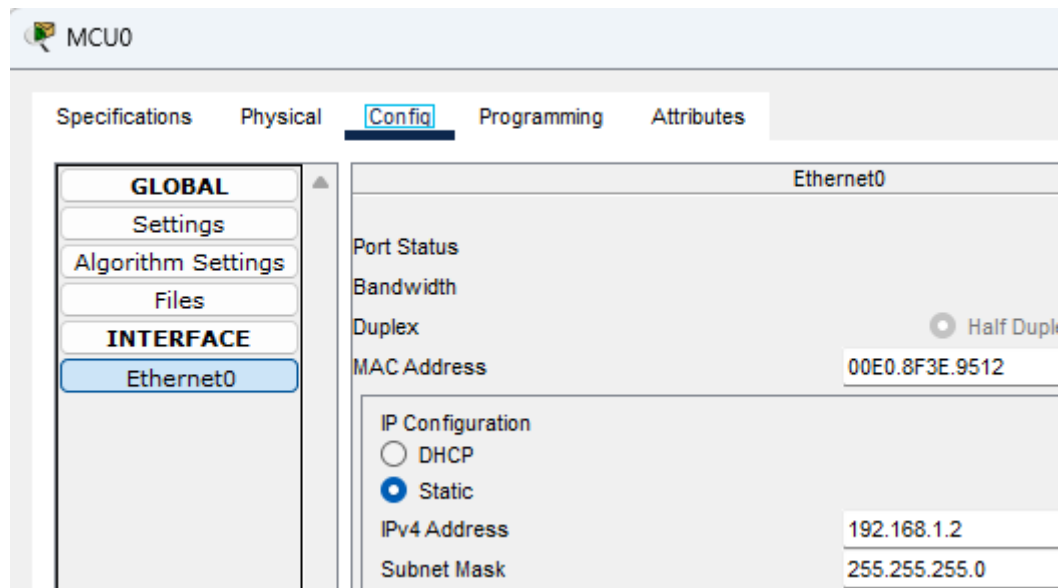 MCU0
Specifications Physical Config Programming Attributes
GLOBAL
Settings
Algorithm Settings
Files
INTERFACE
Ethernet0
Ethernet0
Port Status
Bandwidth
Duplex Half Duple
MAC Address 00E0.8F3E.9512
IP Configuration
DHCP
Static
IPv4 Address 192.168.1.2
Subnet Mask 255.255.255.0